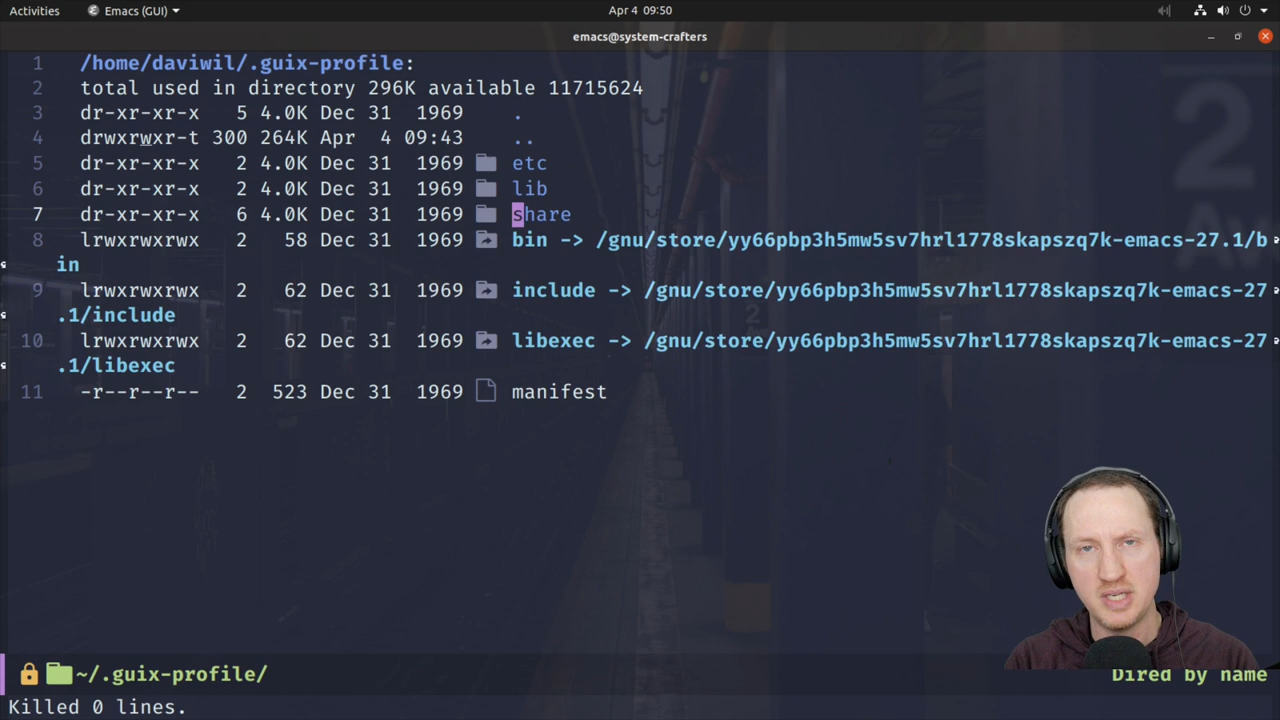 Activities Emacs (GUI) Apr 4 09:50
emacs@system-crafters
1 /home/daviwil/.guix-profile:
2 total used in directory 296K available 11715624
3 dr-xr-xr-x 5 4.0K Dec 31 1969 .
4 drwxrwxr-t 300 264K Apr 4 09:43 ..
5 dr-xr-xr-x 2 4.0K Dec 31 1969 etc
6 dr-xr-xr-x 2 4.0K Dec 31 1969 lib
7 dr-xr-xr-x 6 4.0K Dec 31 1969 share
8 lrwxrwxrwx 2 58 Dec 31 1969 bin -> /gnu/store/yy66pbp3h5mw5sv7hrl1778skapszq7k-emacs-27.1/b
in
9 lrwxrwxrwx 2 62 Dec 31 1969 include -> /gnu/store/yy66pbp3h5mw5sv7hrl1778skapszq7k-emacs-27
.1/include
10 lrwxrwxrwx 2 62 Dec 31 1969 libexec -> /gnu/store/yy66pbp3h5mw5sv7hrl1778skapszq7k-emacs-27
.1/libexec
11 -r--r--r-- 2 523 Dec 31 1969 manifest
~/.guix-profile/ Dired by name
Killed 0 lines.
2
2